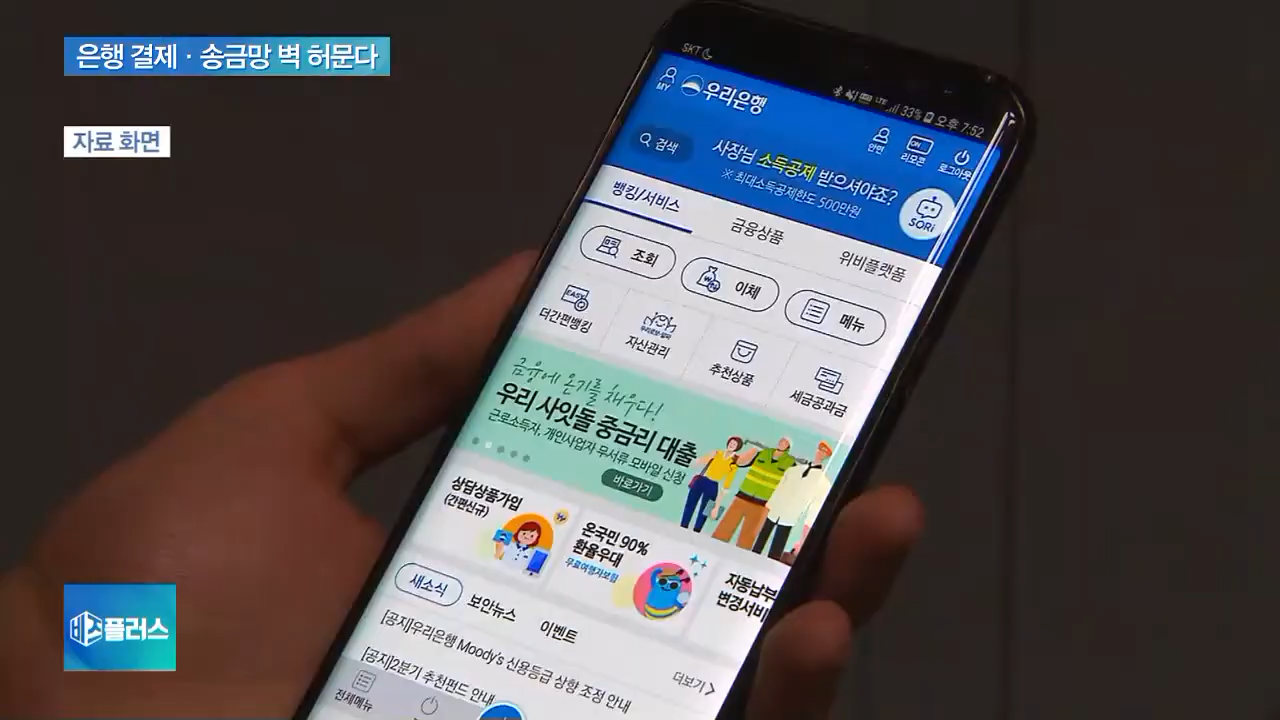 은행 결제·송금망 벽 허문다
자료 화면
SKT
LTE 33% 오후 7:52
MY 우리은행
안면 리모콘 로그아웃
검색
사장님 소득공제 받으셔야죠?
※ 최대소득공제한도 500만원
SORi
뱅킹/서비스 금융상품 위비플랫폼
조회 이체 메뉴
EASY
더간편뱅킹 자산관리 추천상품 세금공과금
금융에 온기를 채우다!
우리 사잇돌 중금리 대출
근로소득자, 개인사업자 무서류 모바일 신청
바로가기
상담상품가입
(간편신규)
온국민 90%
환율우대
무료여행자보험
자동납부
변경서비
새소식 보안뉴스 이벤트
[공지]우리은행 Moody's 신용등급 상향 조정 안내
[공지]2분기 추천펀드 안내
더보기
전체메뉴
비즈플러스